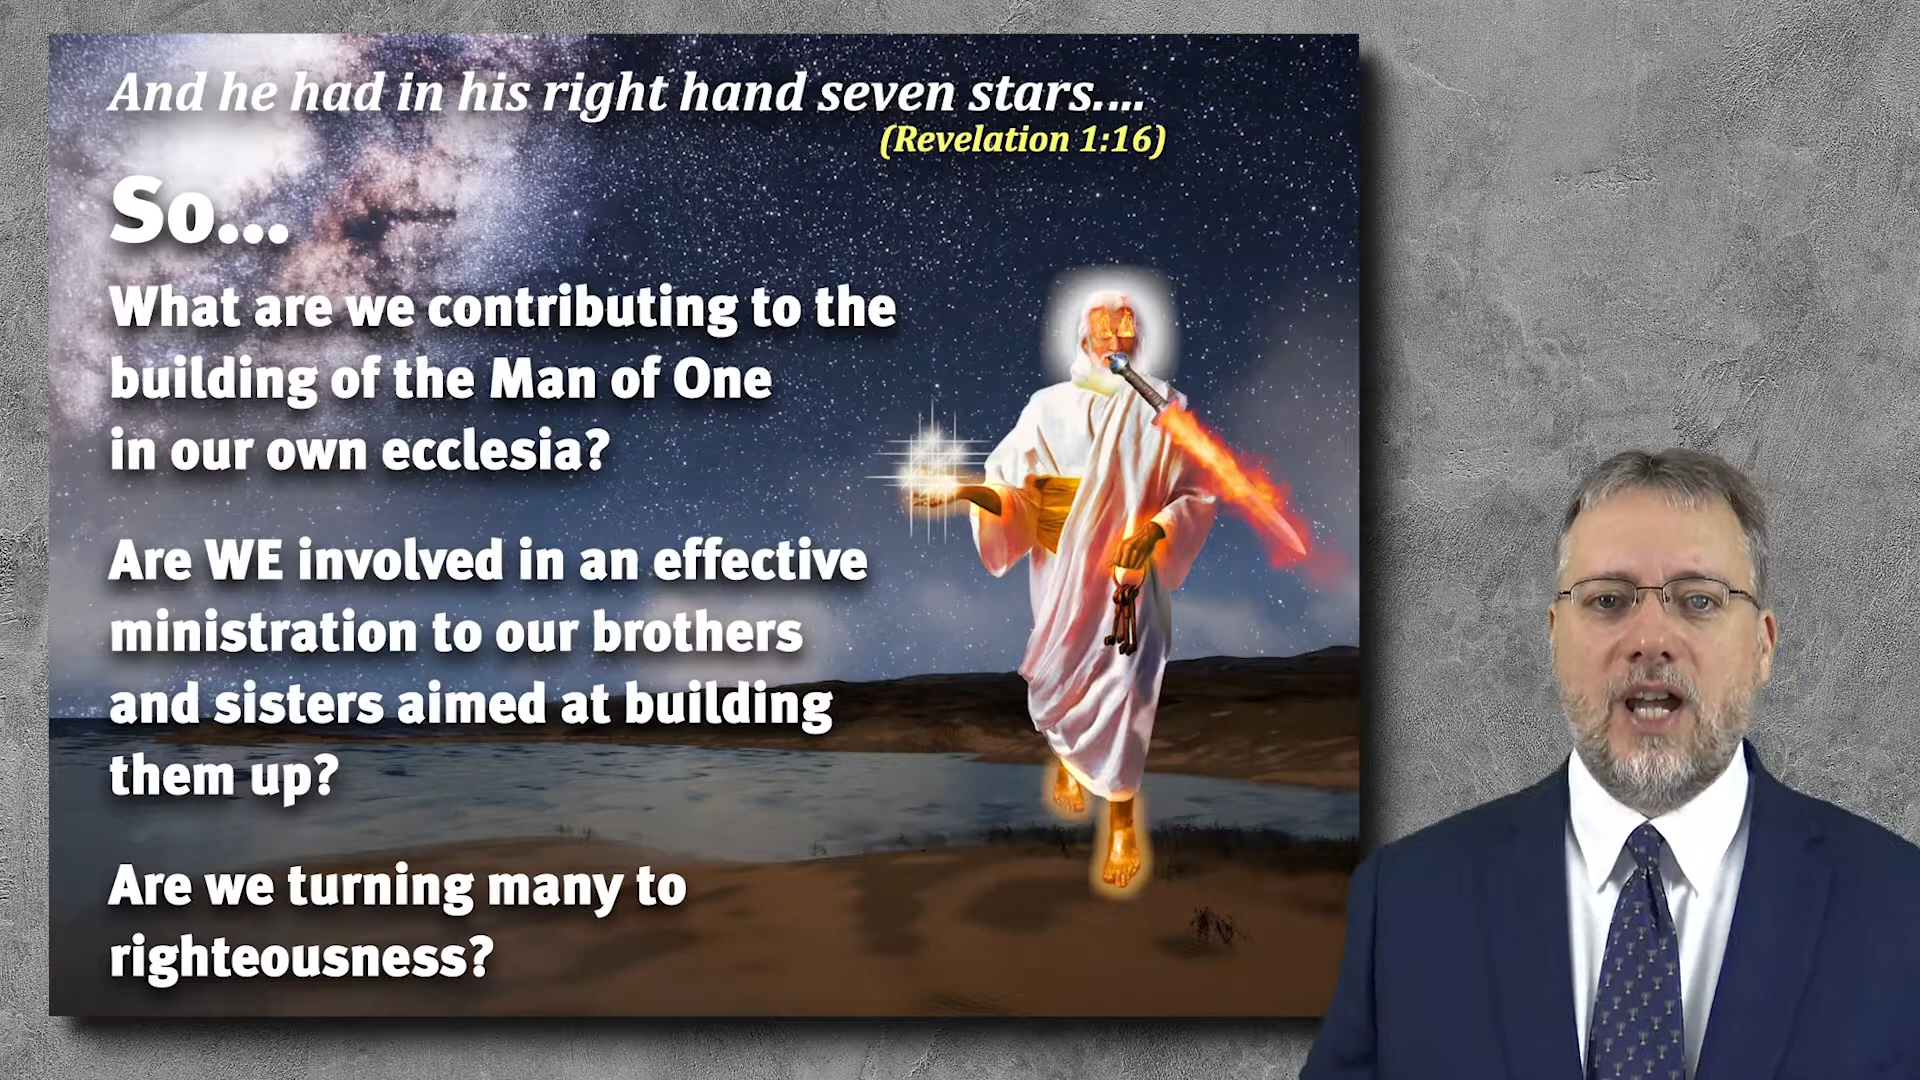 And he had in his right hand seven stars....
(Revelation 1:16)
So...
What are we contributing to the
building of the Man of One
in our own ecclesia?
Are WE involved in an effective
ministration to our brothers
and sisters aimed at building
them up?
Are we turning many to
righteousness?